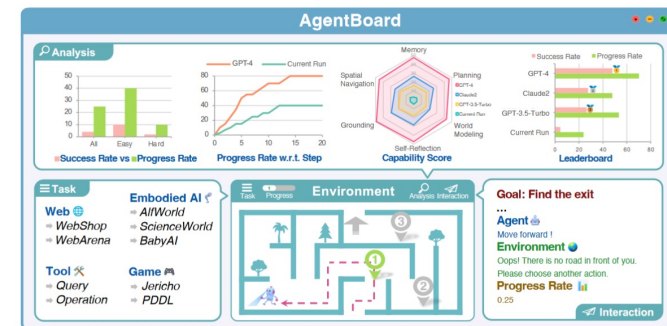 AgentBoard
Analysis
50
40
30
20
10
0
All Easy Hard
Success Rate vs Progress Rate
GPT-4 Current Run
80
60
40
20
0
0 5 10 15 20
Progress Rate w.r.t. Step
Memory
Spatial Navigation
Planning
GPT-4
Claude2
GPT-3.5-Turbo
Current Run
Grounding
World Modeling
Self-Reflection
Capability Score
Success Rate Progress Rate
GPT-4
Claude2
GPT-3.5-Turbo
Current Run
0 20 40 60 80
Leaderboard
Task
Web
WebShop
WebArena
Embodied AI
AlfWorld
ScienceWorld
BabyAI
Tool
Query
Operation
Game
Jericho
PDDL
Task Progress Environment Analysis Interaction
1
2
3
Goal: Find the exit
...
Agent
Move forward !
Environment
Oops! There is no road in front of you.
Please choose another action.
Progress Rate
0.25
Interaction